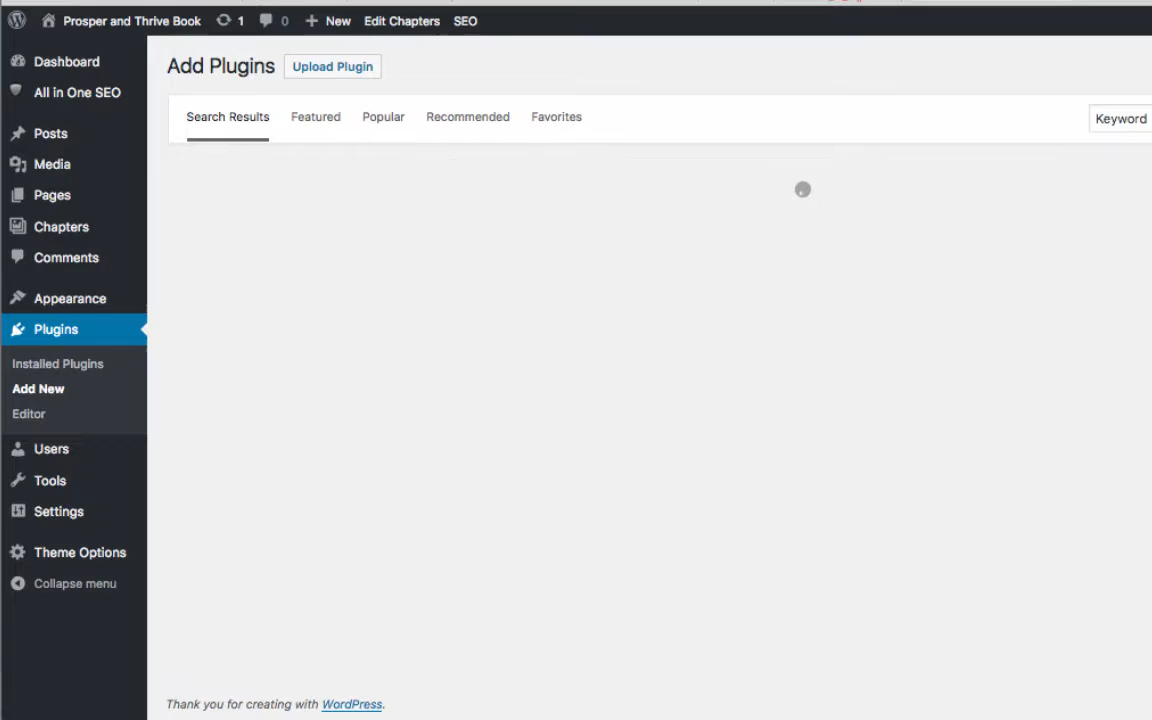 Prosper and Thrive Book 1 0 New Edit Chapters SEO
Dashboard
All in One SEO
Posts
Media
Pages
Chapters
Comments
Appearance
Plugins
Installed Plugins
Add New
Editor
Users
Tools
Settings
Theme Options
Collapse menu
Add Plugins Upload Plugin
Search Results Featured Popular Recommended Favorites Keyword
Thank you for creating with WordPress.